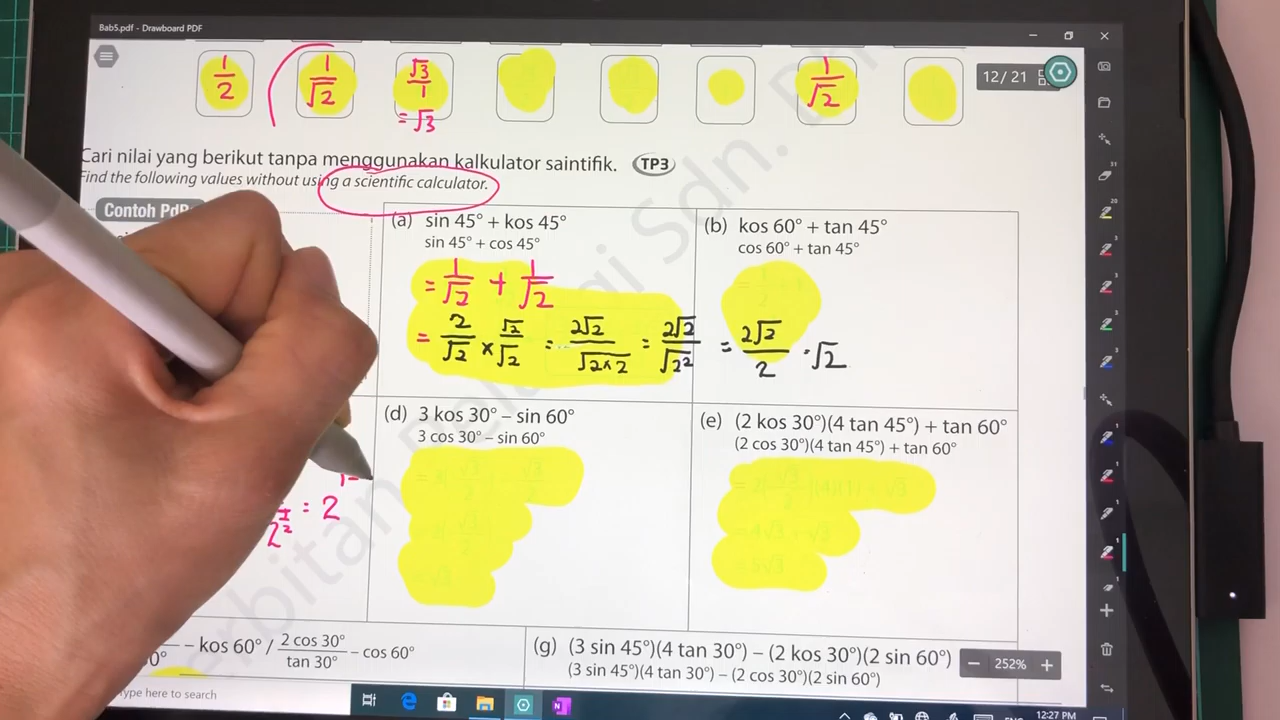 Bab5.pdf - Drawboard PDF
1/2 1/√2 √3/1 1/√2
= √3
12 / 21
Cari nilai yang berikut tanpa menggunakan kalkulator saintifik. TP3
Find the following values without using a scientific calculator.
Contoh PdP
(a) sin 45° + kos 45°
sin 45° + cos 45°
= 1/√2 + 1/√2
= 2/√2 × √2/√2 = 2√2/√2×2 = 2√2/√2² = 2√2/2 · √2
(b) kos 60° + tan 45°
cos 60° + tan 45°
(d) 3 kos 30° – sin 60°
3 cos 30° – sin 60°
(e) (2 kos 30°)(4 tan 45°) + tan 60°
(2 cos 30°)(4 tan 45°) + tan 60°
= 4√3 + √3
= 5√3
= 2
– kos 60° / 2 cos 30°/tan 30° – cos 60°
(g) (3 sin 45°)(4 tan 30°) – (2 kos 30°)(2 sin 60°)
(3 sin 45°)(4 tan 30°) – (2 cos 30°)(2 sin 60°)
252%
Type here to search
12:27 PM